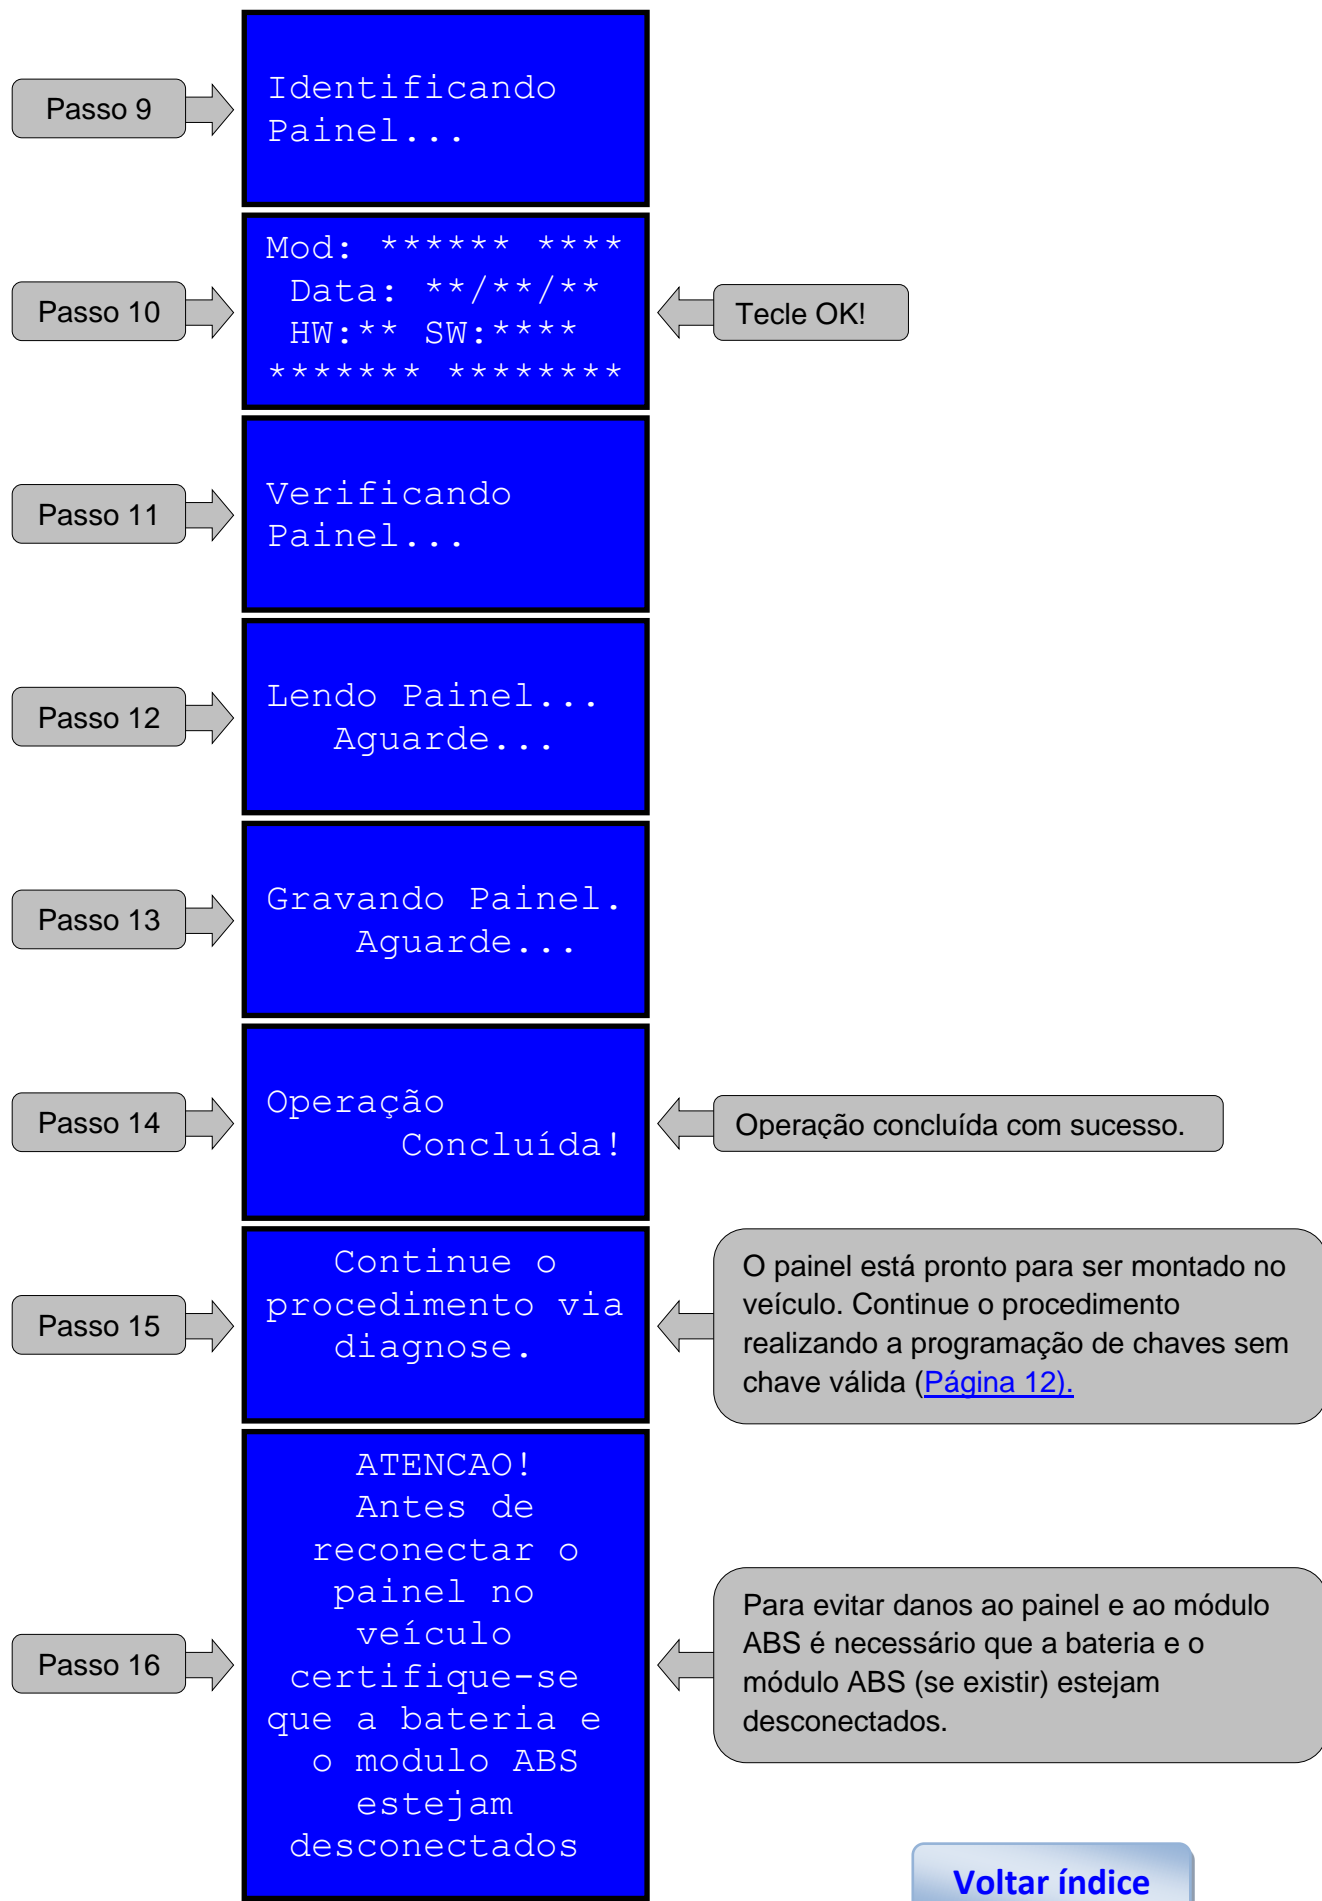 Passo 9
Identificando
Painel...
Passo 10
Mod: ****** ****
Data: **/**/**
HW:** SW:****
******* ********
Tecle OK!
Passo 11
Verificando
Painel...
Passo 12
Lendo Painel...
Aguarde...
Passo 13
Gravando Painel.
Aguarde...
Passo 14
Operação
Concluída!
Operação concluída com sucesso.
Passo 15
Continue o
procedimento via
diagnose.
O painel está pronto para ser montado no
veículo. Continue o procedimento
realizando a programação de chaves sem
chave válida (Página 12).
Passo 16
ATENCAO!
Antes de
reconectar o
painel no
veículo
certifique-se
que a bateria e
o modulo ABS
estejam
desconectados
Para evitar danos ao painel e ao módulo
ABS é necessário que a bateria e o
módulo ABS (se existir) estejam
desconectados.
Voltar índice